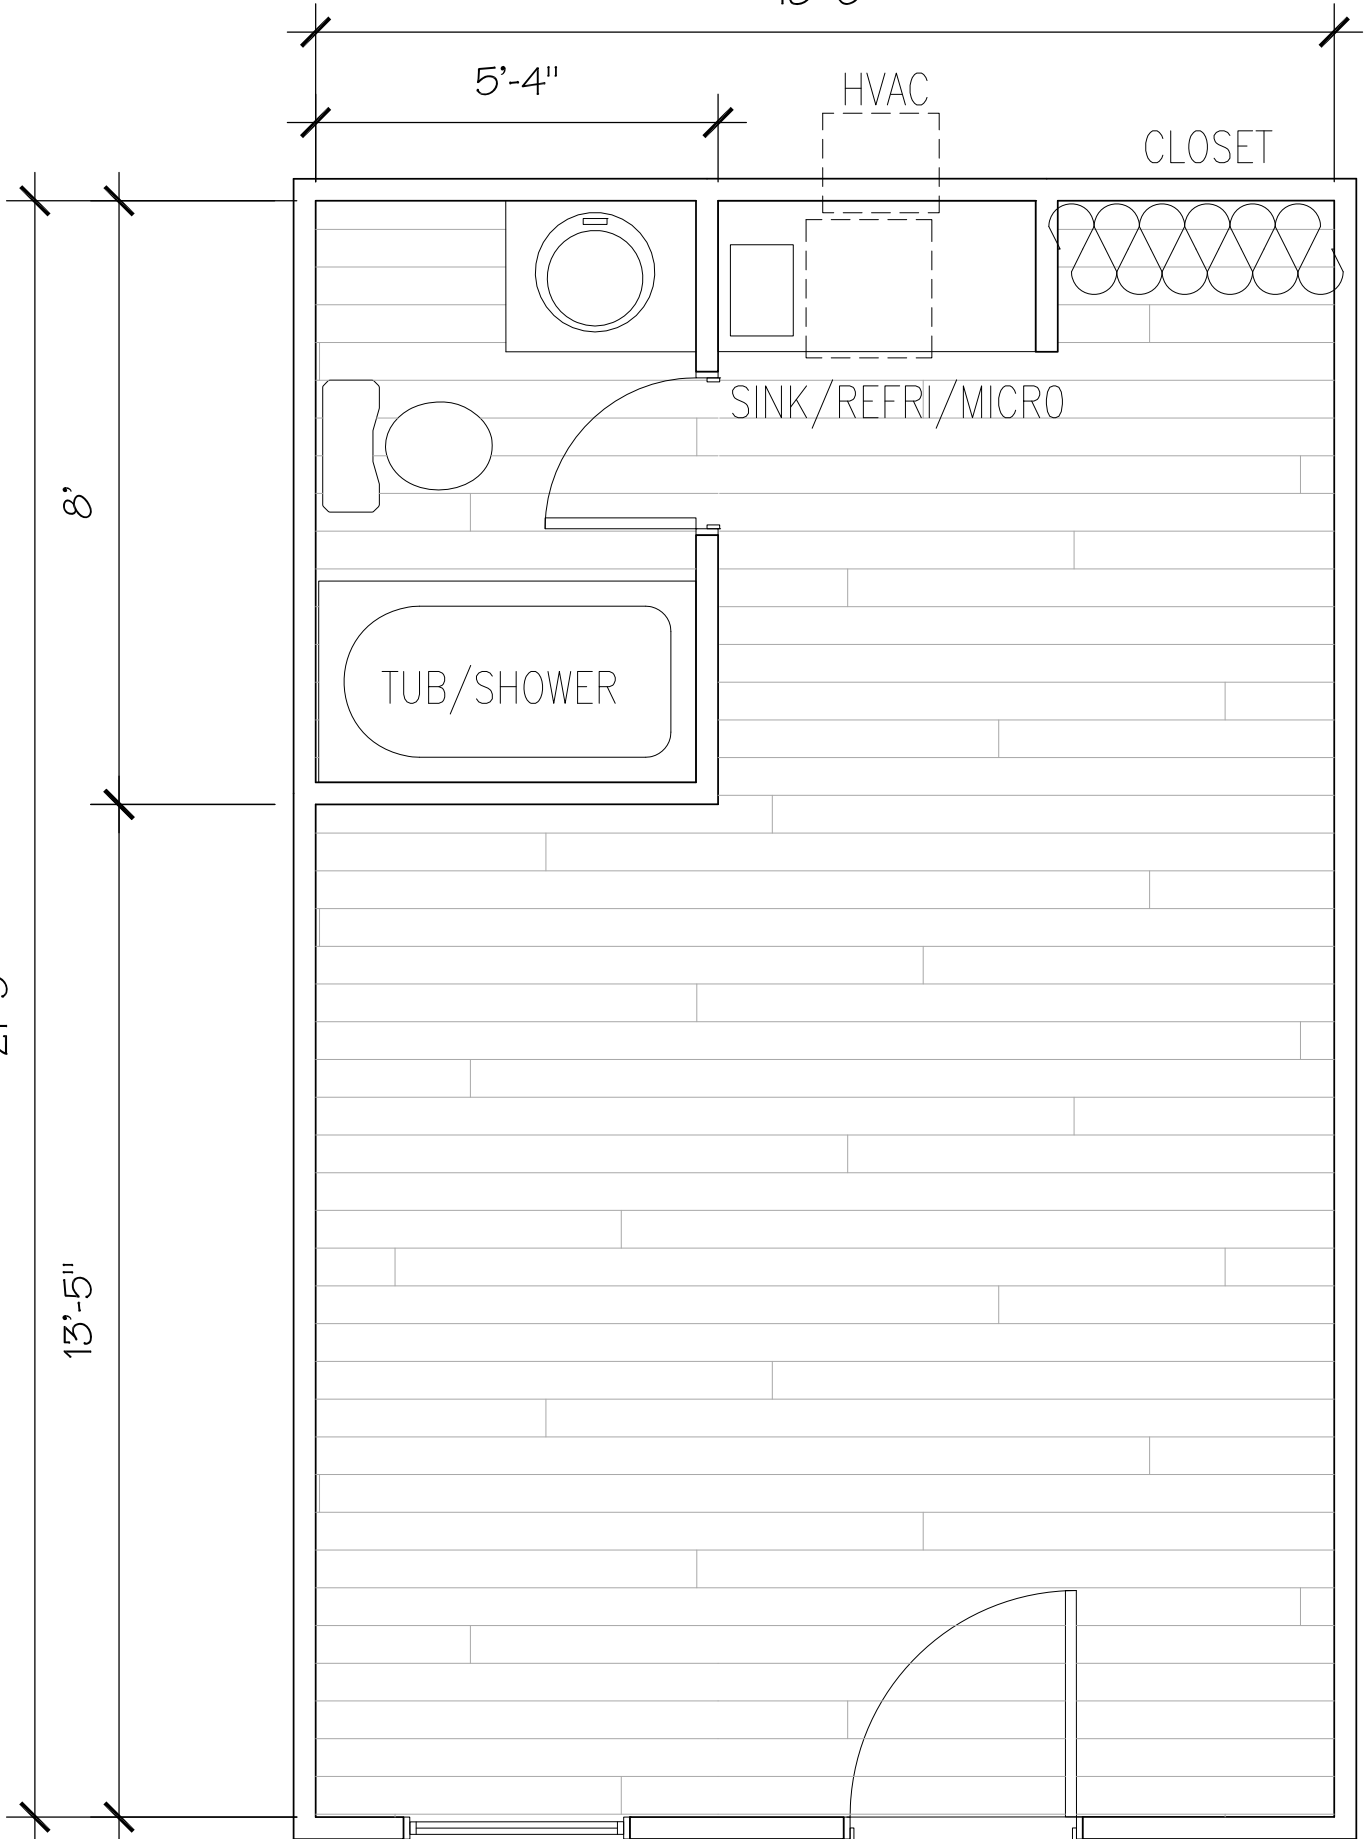 5'-4"
HVAC
CLOSET
SINK/REFRI/MICRO
8'
TUB/SHOWER
13'-5"